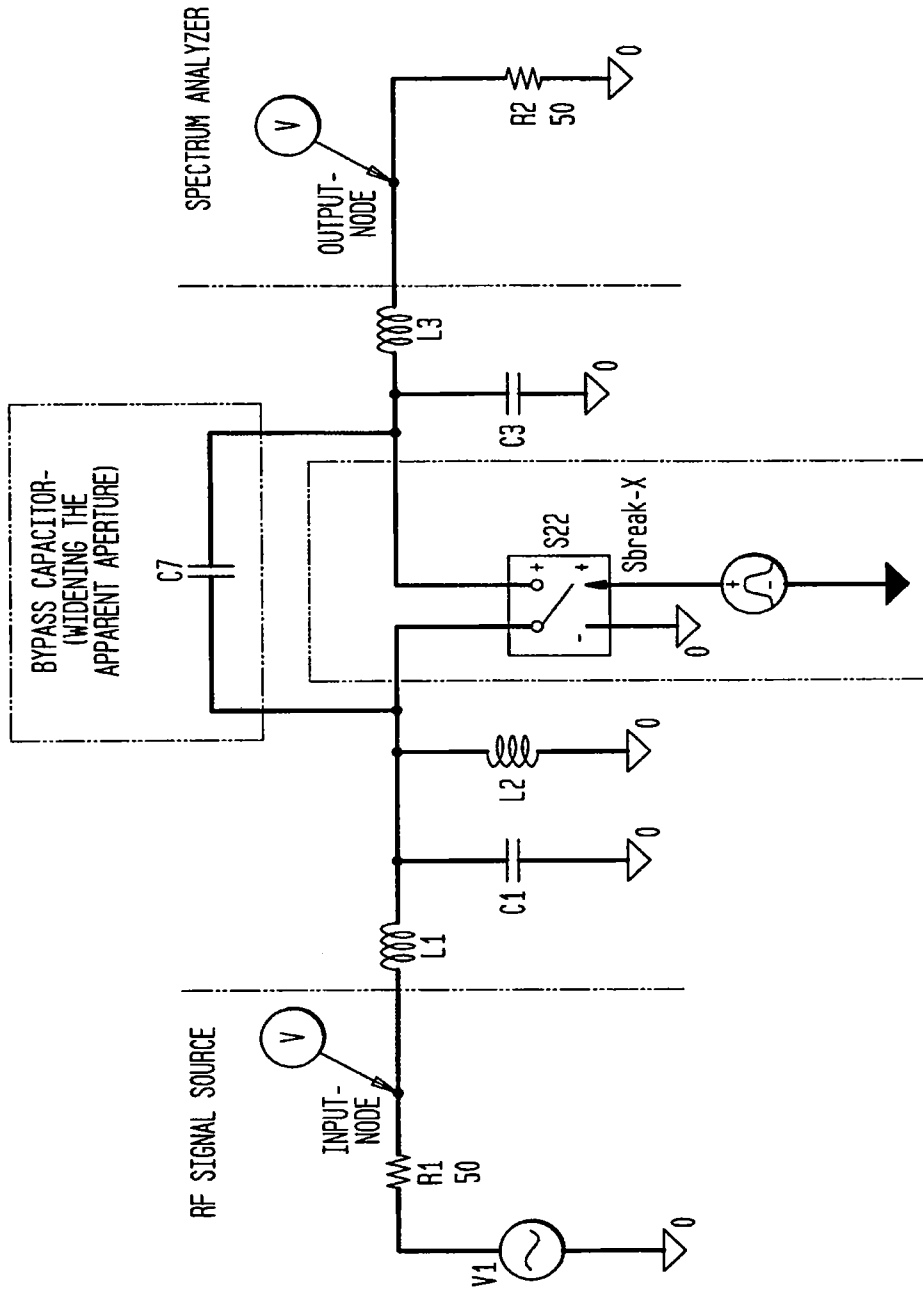 RF SIGNAL SOURCE
SPECTRUM ANALYZER
BYPASS CAPACITOR-
(WIDENING THE
APPARENT APERTURE)
C7
V
INPUT-
NODE
V
OUTPUT-
NODE
V1
0
R1
50
L1
C1
0
L2
0
S22
+
+
-
Sbreak-X
0
+
-
C3
0
L3
R2
50
0